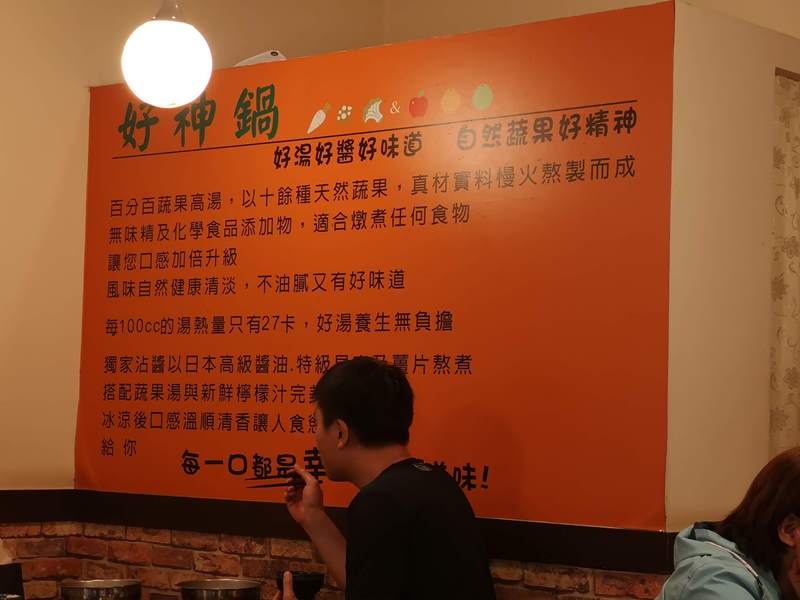 好神鍋 &
好湯好醬好味道 自然蔬果好精神
百分百蔬果高湯，以十餘種天然蔬果，真材實料慢火熬製而成
無味精及化學食品添加物，適合燉煮任何食物
讓您口感加倍升級
風味自然健康清淡，不油膩又有好味道
每100cc的湯熱量只有27卡，好湯養生無負擔
獨家沾醬以日本高級醬油.特級 及薑片熬煮
搭配蔬果湯與新鮮檸檬汁完
冰涼後口感溫順清香讓人食
給你
每一口都是幸 味!